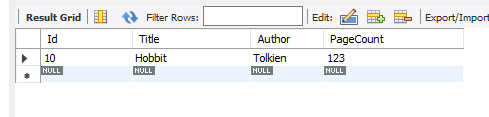 Result Grid Filter Rows: Edit: Export/Import
Id Title Author PageCount
10 Hobbit Tolkien 123
NULL NULL NULL NULL